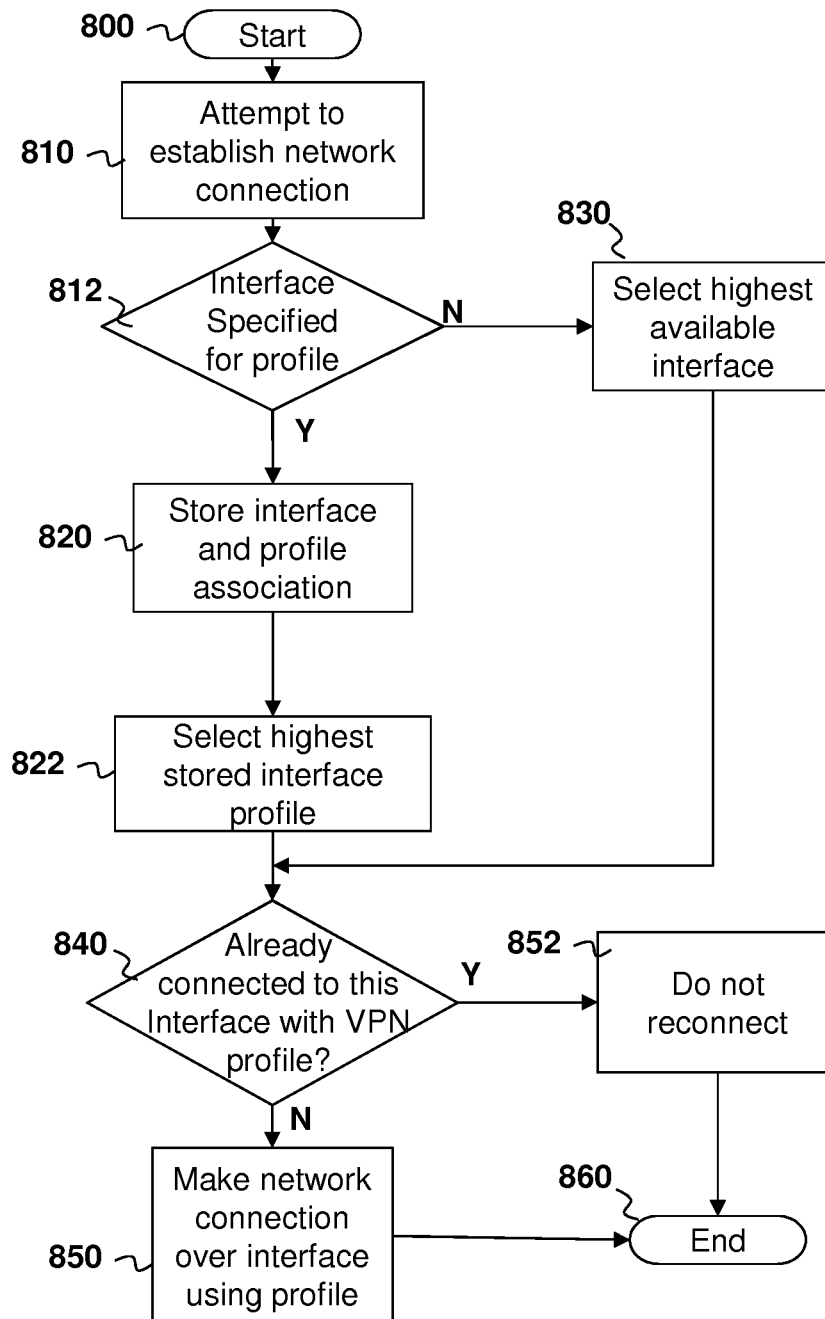 800
Start
810
Attempt to
establish network
connection
812
Interface
Specified
for profile
N
830
Select highest
available
interface
Y
820
Store interface
and profile
association
822
Select highest
stored interface
profile
840
Already
connected to this
Interface with VPN
profile?
Y
852
Do not
reconnect
N
850
Make network
connection
over interface
using profile
860
End